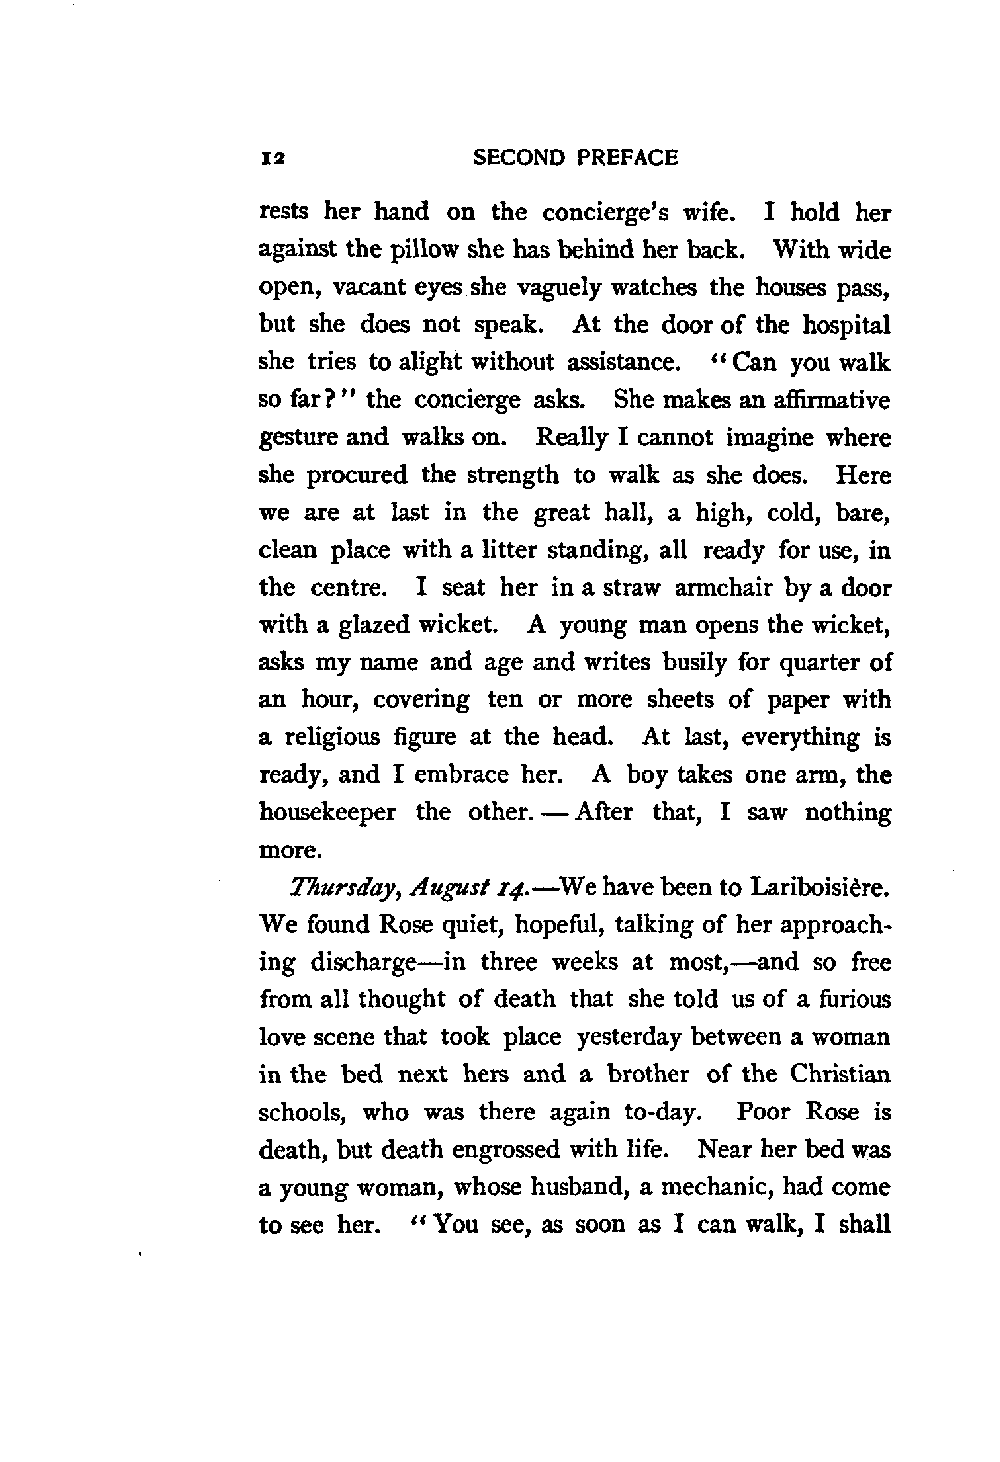 12 SECOND PREFACE
rests her hand on the concierge's wife. I hold her
against the pillow she has behind her back. With wide
open, vacant eyes she vaguely watches the houses pass,
but she does not speak. At the door of the hospital
she tries to alight without assistance. "Can you walk
so far?" the concierge asks. She makes an affirmative
gesture and walks on. Really I cannot imagine where
she procured the strength to walk as she does. Here
we are at last in the great hall, a high, cold, bare,
clean place with a litter standing, all ready for use, in
the centre. I seat her in a straw armchair by a door
with a glazed wicket. A young man opens the wicket,
asks my name and age and writes busily for quarter of
an hour, covering ten or more sheets of paper with
a religious figure at the head. At last, everything is
ready, and I embrace her. A boy takes one arm, the
housekeeper the other. — After that, I saw nothing
more.
Thursday, August 14.—We have been to Lariboisière.
We found Rose quiet, hopeful, talking of her approach-
ing discharge—in three weeks at most,—and so free
from all thought of death that she told us of a furious
love scene that took place yesterday between a woman
in the bed next hers and a brother of the Christian
schools, who was there again to-day. Poor Rose is
death, but death engrossed with life. Near her bed was
a young woman, whose husband, a mechanic, had come
to see her. "You see, as soon as I can walk, I shall